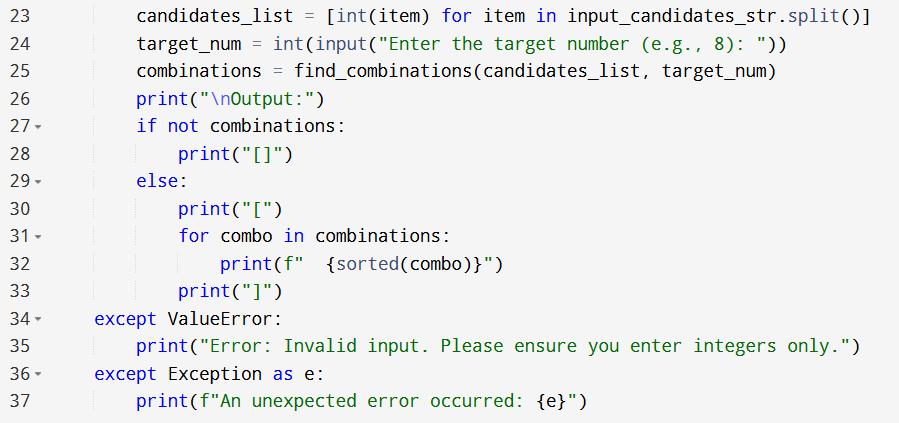 23          candidates_list = [int(item) for item in input_candidates_str.split()]
24          target_num = int(input("Enter the target number (e.g., 8): "))
25          combinations = find_combinations(candidates_list, target_num)
26          print("\nOutput:")
27          if not combinations:
28              print("[]")
29          else:
30              print("[")
31              for combo in combinations:
32                  print(f"  {sorted(combo)}")
33              print("]")
34      except ValueError:
35          print("Error: Invalid input. Please ensure you enter integers only.")
36      except Exception as e:
37          print(f"An unexpected error occurred: {e}")